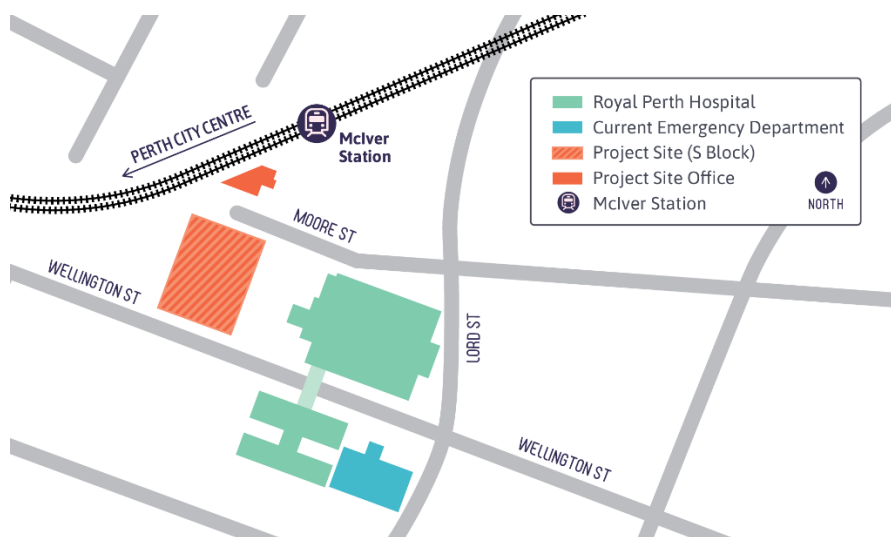 PERTH CITY CENTRE
McIver
Station
Royal Perth Hospital
Current Emergency Department
Project Site (S Block)
Project Site Office
McIver Station
NORTH
MOORE ST
WELLINGTON ST
LORD ST
WELLINGTON ST